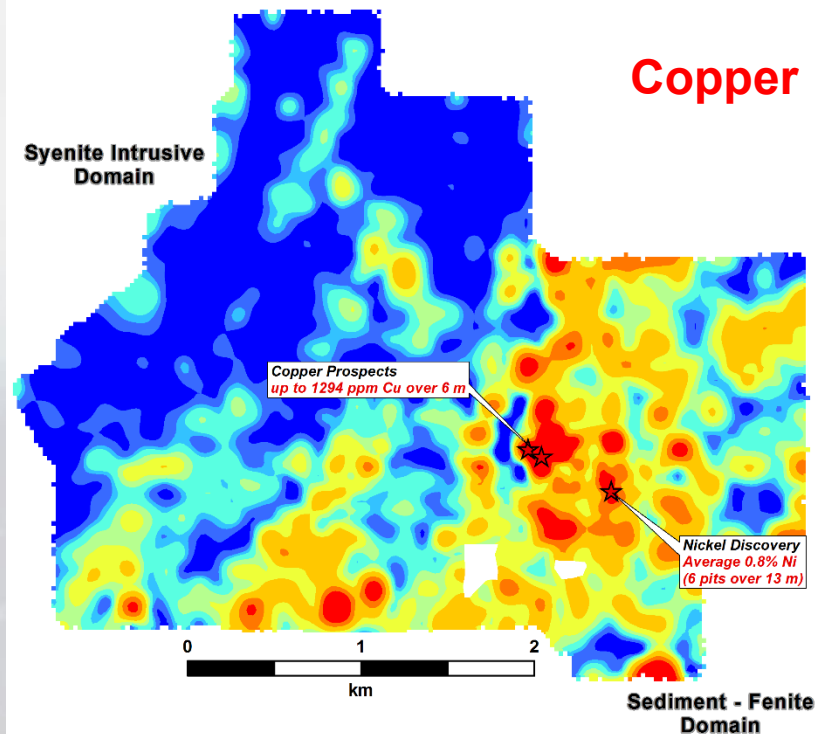 Copper
Syenite Intrusive
Domain
Copper Prospects
up to 1294 ppm Cu over 6 m
Nickel Discovery
Average 0.8% Ni
(6 pits over 13 m)
0 1 2
km
Sediment - Fenite
Domain